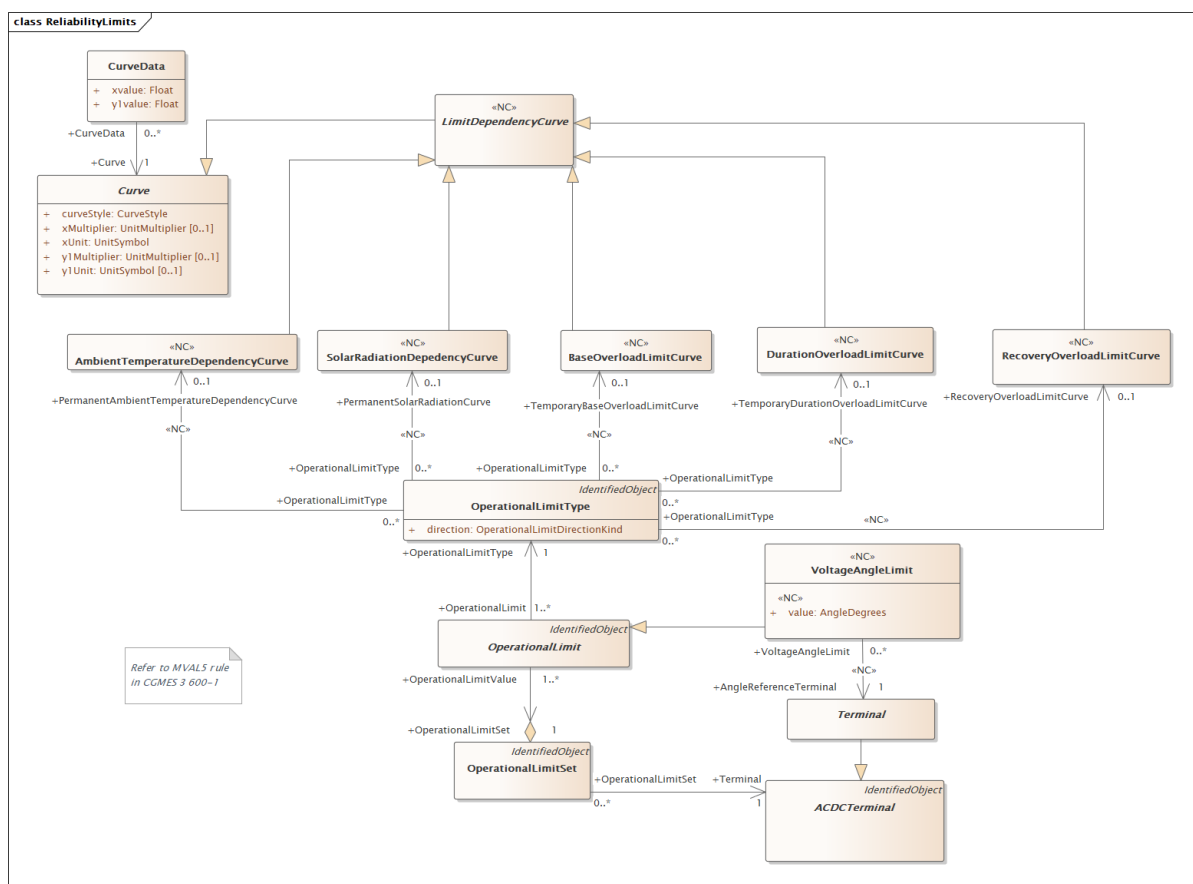 class ReliabilityLimits
CurveData
+ xvalue: Float
+ y1value: Float
+CurveData 0..*
+Curve 1
Curve
+ curveStyle: CurveStyle
+ xMultiplier: UnitMultiplier [0..1]
+ xUnit: UnitSymbol
+ y1Multiplier: UnitMultiplier [0..1]
+ y1Unit: UnitSymbol [0..1]
«NC»
LimitDependencyCurve
«NC»
AmbientTemperatureDependencyCurve
«NC»
SolarRadiationDepedencyCurve
«NC»
BaseOverloadLimitCurve
«NC»
DurationOverloadLimitCurve
«NC»
RecoveryOverloadLimitCurve
0..1
+PermanentAmbientTemperatureDependencyCurve
«NC»
0..1
+PermanentSolarRadiationCurve
«NC»
0..1
+TemporaryBaseOverloadLimitCurve
«NC»
0..1
+TemporaryDurationOverloadLimitCurve
«NC»
+RecoveryOverloadLimitCurve 0..1
«NC»
+OperationalLimitType 0..*
+OperationalLimitType 0..*
+OperationalLimitType
0..*
+OperationalLimitType
0..*
+OperationalLimitType
0..*
IdentifiedObject
OperationalLimitType
+ direction: OperationalLimitDirectionKind
+OperationalLimitType 1
+OperationalLimit 1..*
IdentifiedObject
OperationalLimit
+OperationalLimitValue 1..*
+OperationalLimitSet 1
IdentifiedObject
OperationalLimitSet
+OperationalLimitSet
0..*
+Terminal
1
«NC»
VoltageAngleLimit
«NC»
+ value: AngleDegrees
+VoltageAngleLimit 0..*
«NC»
+AngleReferenceTerminal 1
Terminal
IdentifiedObject
ACDCTerminal
Refer to MVAL5 rule
in CGMES 3 600-1